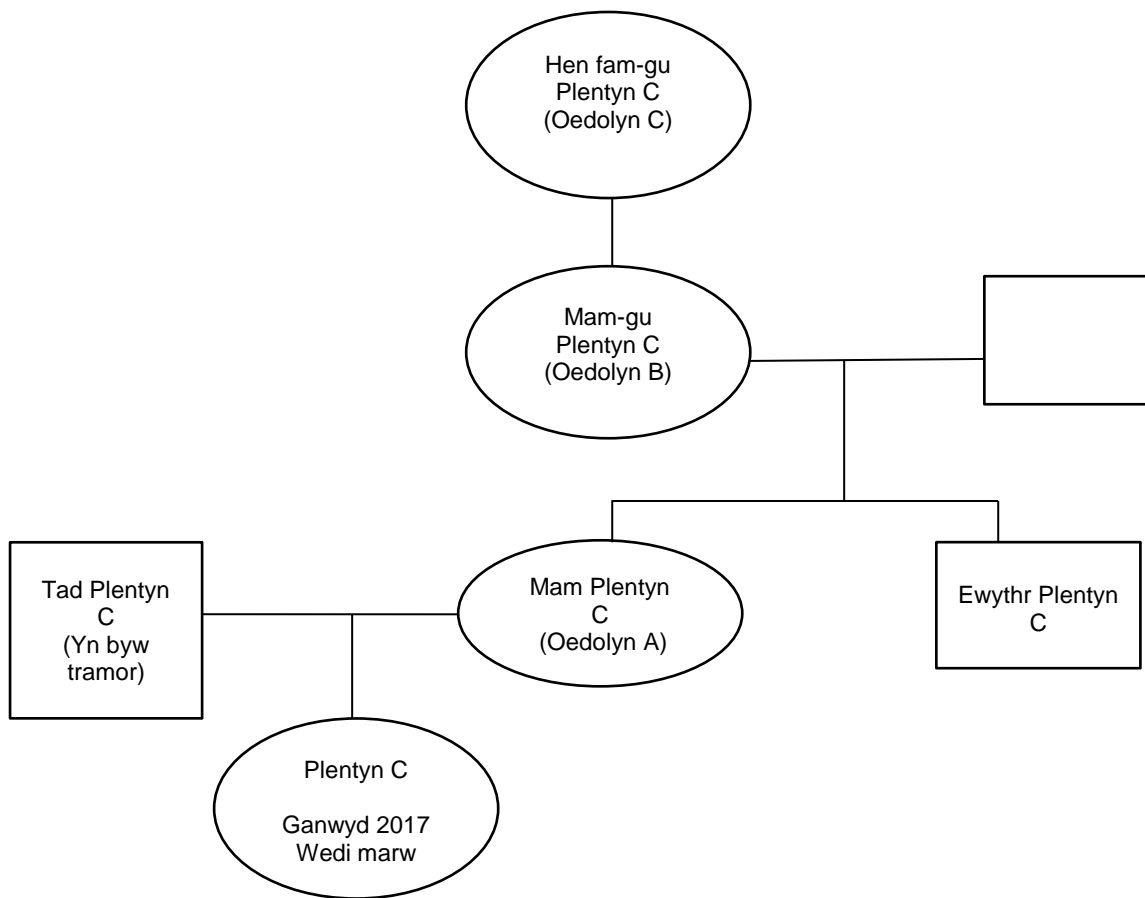 Hen fam-gu
Plentyn C
(Oedolyn C)
Mam-gu
Plentyn C
(Oedolyn B)
Tad Plentyn
C
(Yn byw
tramor)
Mam Plentyn
C
(Oedolyn A)
Ewythr Plentyn
C
Plentyn C
Ganwyd 2017
Wedi marw